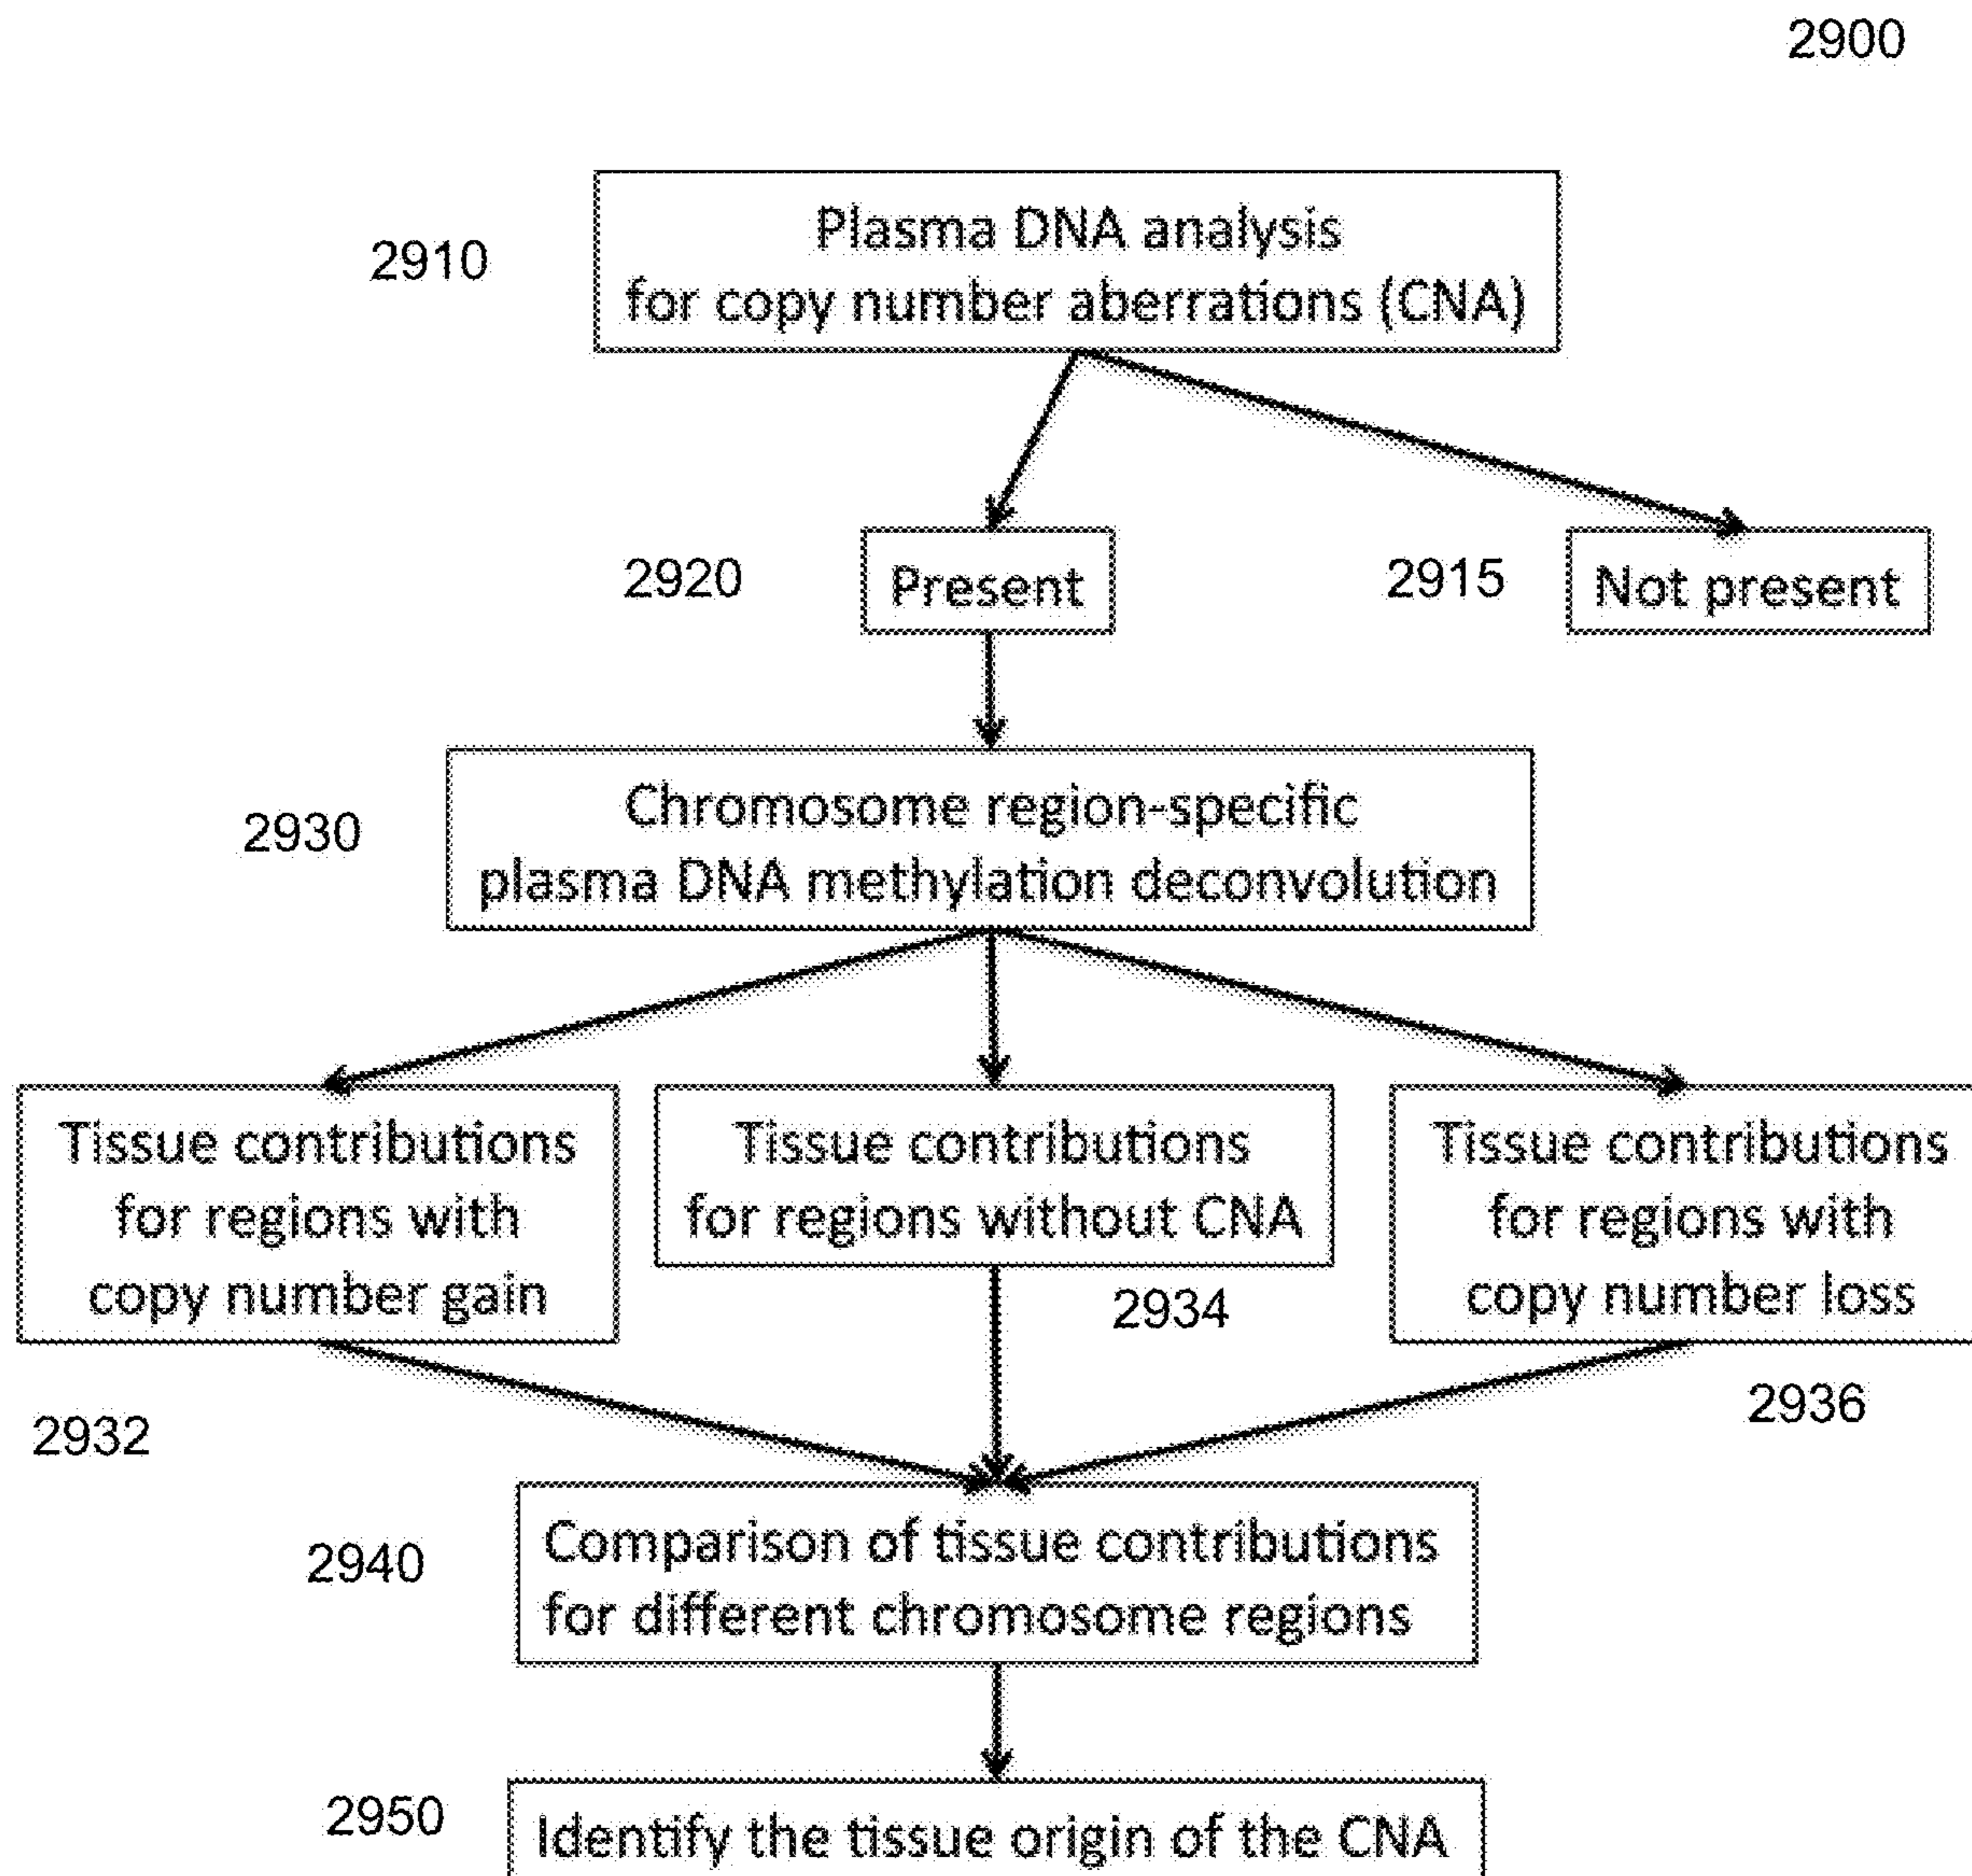 2900
2910
Plasma DNA analysis
for copy number aberrations (CNA)
2920
Present
2915
Not present
2930
Chromosome region-specific
plasma DNA methylation deconvolution
Tissue contributions
for regions with
copy number gain
2932
Tissue contributions
for regions without CNA
2934
Tissue contributions
for regions with
copy number loss
2936
2940
Comparison of tissue contributions
for different chromosome regions
2950
Identify the tissue origin of the CNA